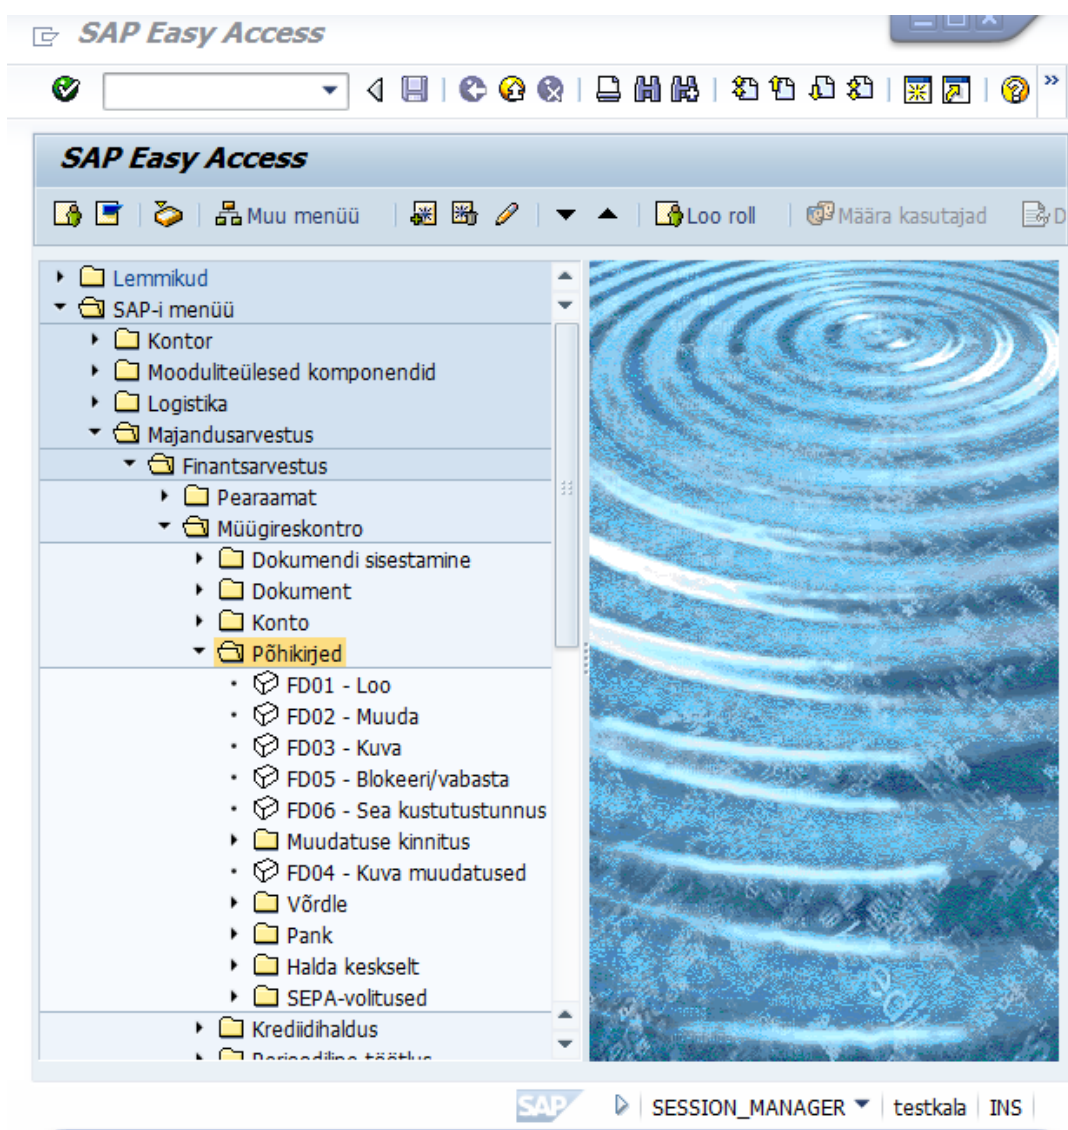 SAP Easy Access
SAP Easy Access
Muu menüü Loo roll Määra kasutajad D
Lemmikud
SAP-i menüü
Kontor
Mooduliteülesed komponendid
Logistika
Majandusarvestus
Finantsarvestus
Pearaamat
Müügireskontro
Dokumendi sisestamine
Dokument
Konto
Põhikirjed
FD01 - Loo
FD02 - Muuda
FD03 - Kuva
FD05 - Blokeeri/vabasta
FD06 - Sea kustutustunnus
Muudatuse kinnitus
FD04 - Kuva muudatused
Võrdle
Pank
Halda keskselt
SEPA-volitused
Krediidihaldus
Perioodiline töötlus
SAP SESSION_MANAGER testkala INS